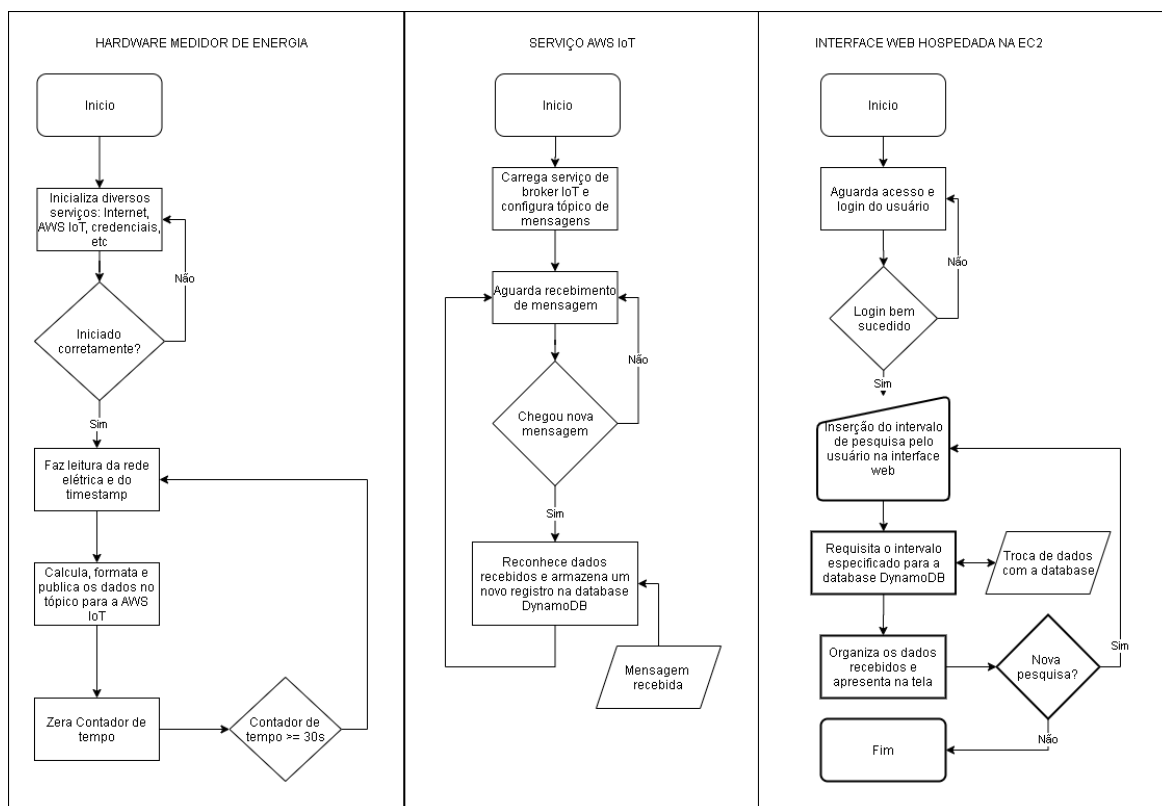 HARDWARE MEDIDOR DE ENERGIA
Inicio
Inicializa diversos
serviços: Internet,
AWS IoT, credenciais,
etc
Não
Iniciado
corretamente?
Sim
Faz leitura da rede
elétrica e do
timestamp
Calcula, formata e
publica os dados no
tópico para a AWS
IoT
Zera Contador de
tempo
Contador de
tempo >= 30s
SERVIÇO AWS IoT
Inicio
Carrega serviço de
broker IoT e
configura tópico de
mensagens
Aguarda recebimento
de mensagem
Não
Chegou nova
mensagem
Sim
Reconhece dados
recebidos e armazena um
novo registro na database
DynamoDB
Mensagem
recebida
INTERFACE WEB HOSPEDADA NA EC2
Inicio
Aguarda acesso e
login do usuário
Não
Login bem
sucedido
Sim
Inserção do intervalo
de pesquisa pelo
usuário na interface
web
Requisita o intervalo
especificado para a
database DynamoDB
Troca de dados
com a database
Organiza os dados
recebidos e
apresenta na tela
Nova
pesquisa?
Sim
Não
Fim